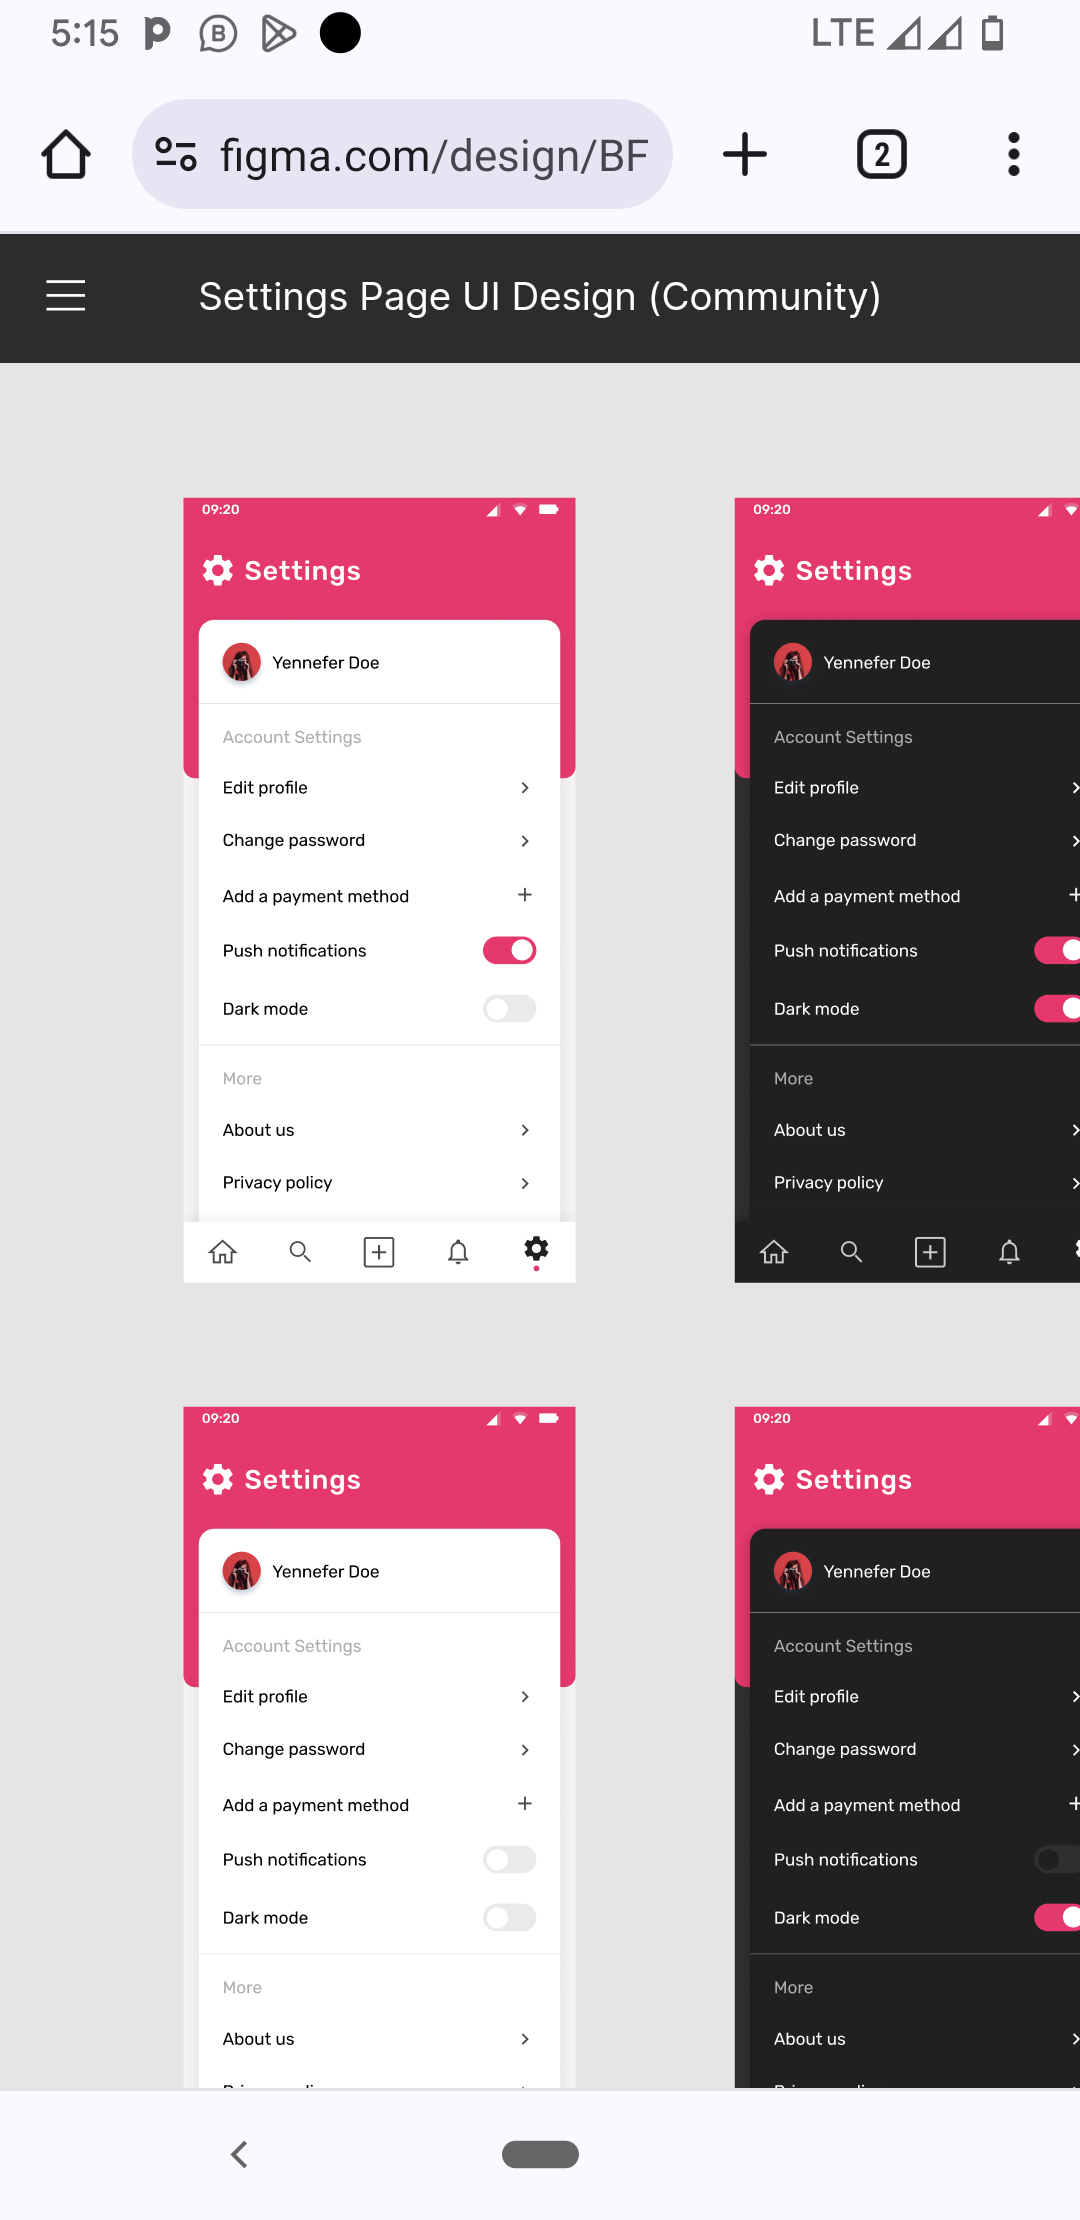 5:15
LTE
figma.com/design/BF
2
Settings Page UI Design (Community)
09:20
Settings
Yennefer Doe
Account Settings
Edit profile
Change password
Add a payment method
Push notifications
Dark mode
More
About us
Privacy policy
09:20
Settings
Yennefer Doe
Account Settings
Edit profile
Change password
Add a payment method
Push notifications
Dark mode
More
About us
Privacy policy
09:20
Settings
Yennefer Doe
Account Settings
Edit profile
Change password
Add a payment method
Push notifications
Dark mode
More
About us
09:20
Settings
Yennefer Doe
Account Settings
Edit profile
Change password
Add a payment method
Push notifications
Dark mode
More
About us